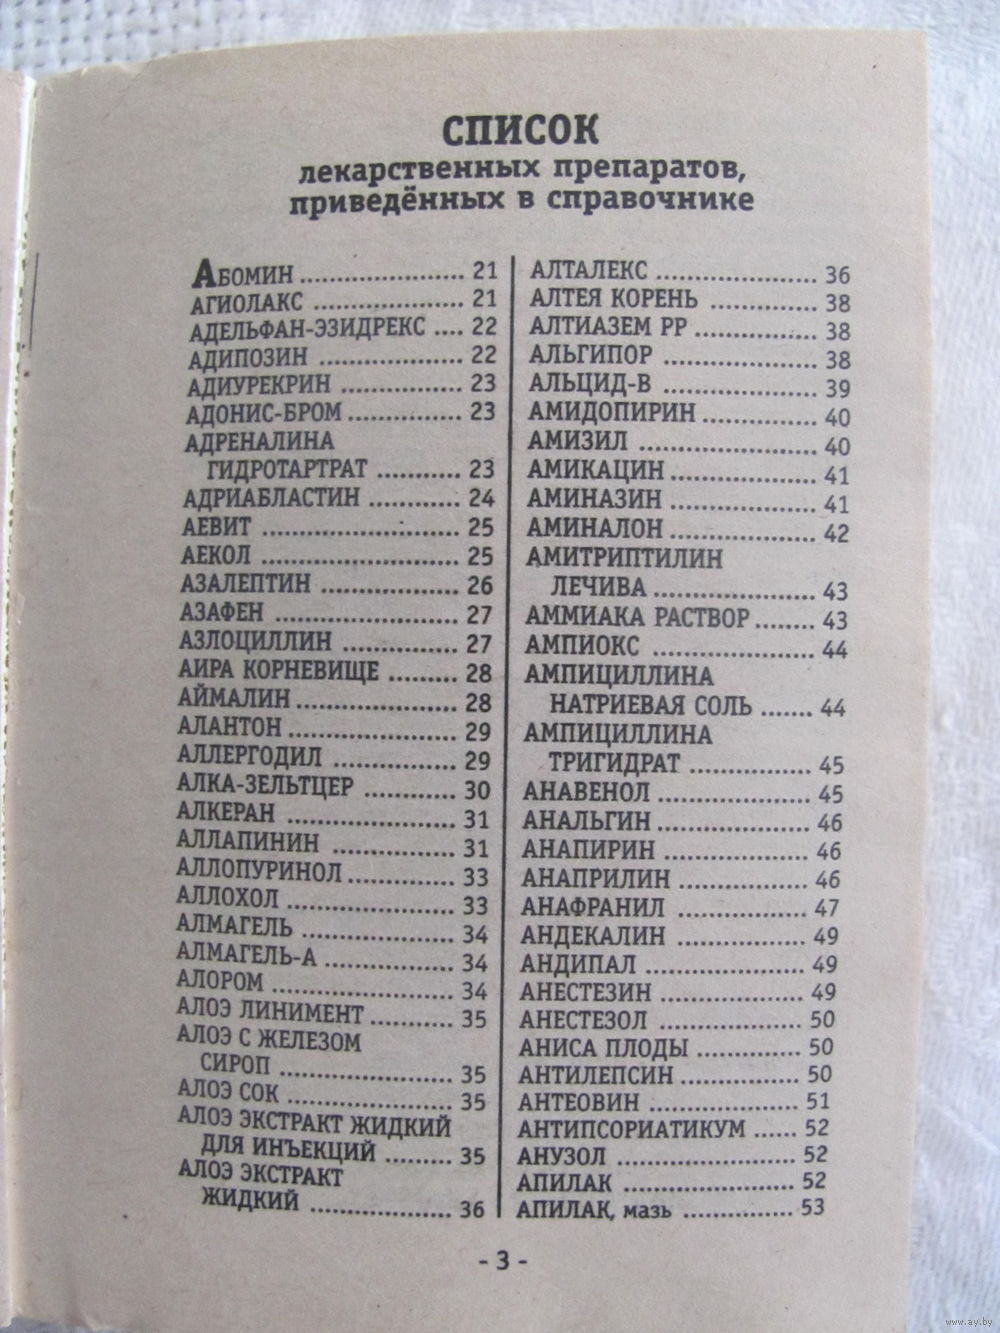 СПИСОК
лекарственных препаратов,
приведённых в справочнике
АБОМИН .................... 21
АГИОЛАКС .................... 21
АДЕЛЬФАН-ЭЗИДРЕКС .... 22
АДИПОЗИН .................... 22
АДИУРЕКРИН .................. 23
АДОНИС-БРОМ .............. 23
АДРЕНАЛИНА
ГИДРОТАРТРАТ .......... 23
АДРИАБЛАСТИН ............ 24
АЕВИТ ........................ 25
АЕКОЛ ........................ 25
АЗАЛЕПТИН ................. 26
АЗАФЕН ....................... 27
АЗЛОЦИЛЛИН .............. 27
АИРА КОРНЕВИЩЕ ......... 28
АЙМАЛИН .................... 28
АЛАНТОН ..................... 29
АЛЛЕРГОДИЛ ................ 29
АЛКА-ЗЕЛЬТЦЕР ............ 30
АЛКЕРАН ..................... 31
АЛЛАПИНИН ................ 31
АЛЛОПУРИНОЛ ............. 33
АЛЛОХОЛ ..................... 33
АЛМАГЕЛЬ ................... 34
АЛМАГЕЛЬ-А ................ 34
АЛОРОМ ...................... 34
АЛОЭ ЛИНИМЕНТ .......... 35
АЛОЭ С ЖЕЛЕЗОМ
СИРОП ..................... 35
АЛОЭ СОК .................... 35
АЛОЭ ЭКСТРАКТ ЖИДКИЙ
ДЛЯ ИНЪЕКЦИЙ ......... 35
АЛОЭ ЭКСТРАКТ
ЖИДКИЙ .................. 36
АЛТАЛЕКС .................... 36
АЛТЕЯ КОРЕНЬ ............. 38
АЛТИАЗЕМ РР ............... 38
АЛЬГИПОР ................... 38
АЛЬЦИД-В ................... 39
АМИДОПИРИН .............. 40
АМИЗИЛ ...................... 40
АМИКАЦИН .................. 41
АМИНАЗИН .................. 41
АМИНАЛОН .................. 42
АМИТРИПТИЛИН
ЛЕЧИВА .................... 43
АММИАКА РАСТВОР ....... 43
АМПИОКС .................... 44
АМПИЦИЛЛИНА
НАТРИЕВАЯ СОЛЬ ....... 44
АМПИЦИЛЛИНА
ТРИГИДРАТ ............... 45
АНАВЕНОЛ ................... 45
АНАЛЬГИН ................... 46
АНАПИРИН .................. 46
АНАПРИЛИН ................ 46
АНАФРАНИЛ ................ 47
АНДЕКАЛИН ................ 49
АНДИПАЛ .................... 49
АНЕСТЕЗИН .................. 49
АНЕСТЕЗОЛ .................. 50
АНИСА ПЛОДЫ ............. 50
АНТИЛЕПСИН ............... 50
АНТЕОВИН ................... 51
АНТИПСОРИАТИКУМ ...... 52
АНУЗОЛ ...................... 52
АПИЛАК ...................... 52
АПИЛАК, мазь .............. 53
- 3 -
www.ay.by